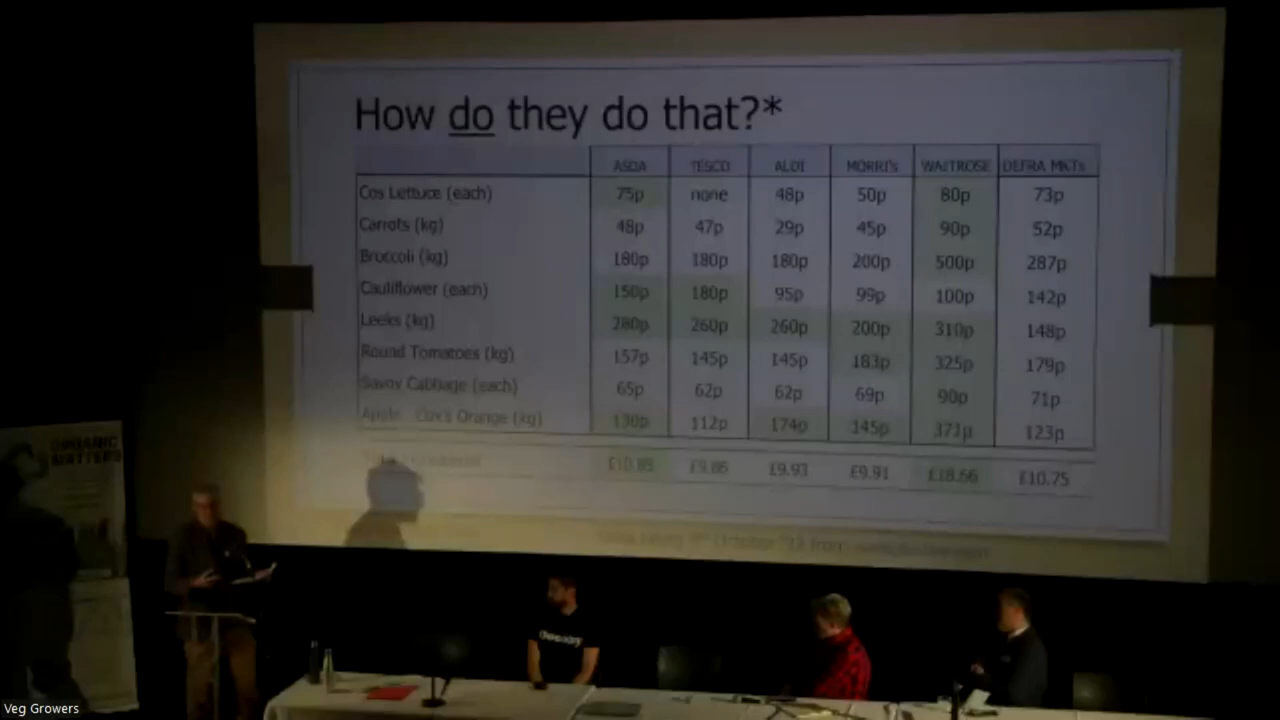 How do they do that?*
ASDA TESCO ALDI MORRI's WAITROSE DEFRA MKTs
Cos Lettuce (each) 75p none 48p 50p 80p 73p
Carrots (kg) 48p 47p 29p 45p 90p 52p
Broccoli (kg) 180p 180p 180p 200p 500p 287p
Cauliflower (each) 150p 180p 95p 99p 100p 142p
Leeks (kg) 280p 260p 260p 200p 310p 148p
Round Tomatoes (kg) 157p 145p 145p 183p 325p 179p
Savoy Cabbage (each) 65p 62p 62p 69p 90p 71p
Apple Cox's Orange (kg) 130p 112p 174p 145p 371p 123p
£10.85 £9.86 £9.93 £9.91 £18.66 £10.75
ORGANIC
MATTERS
Veg Growers